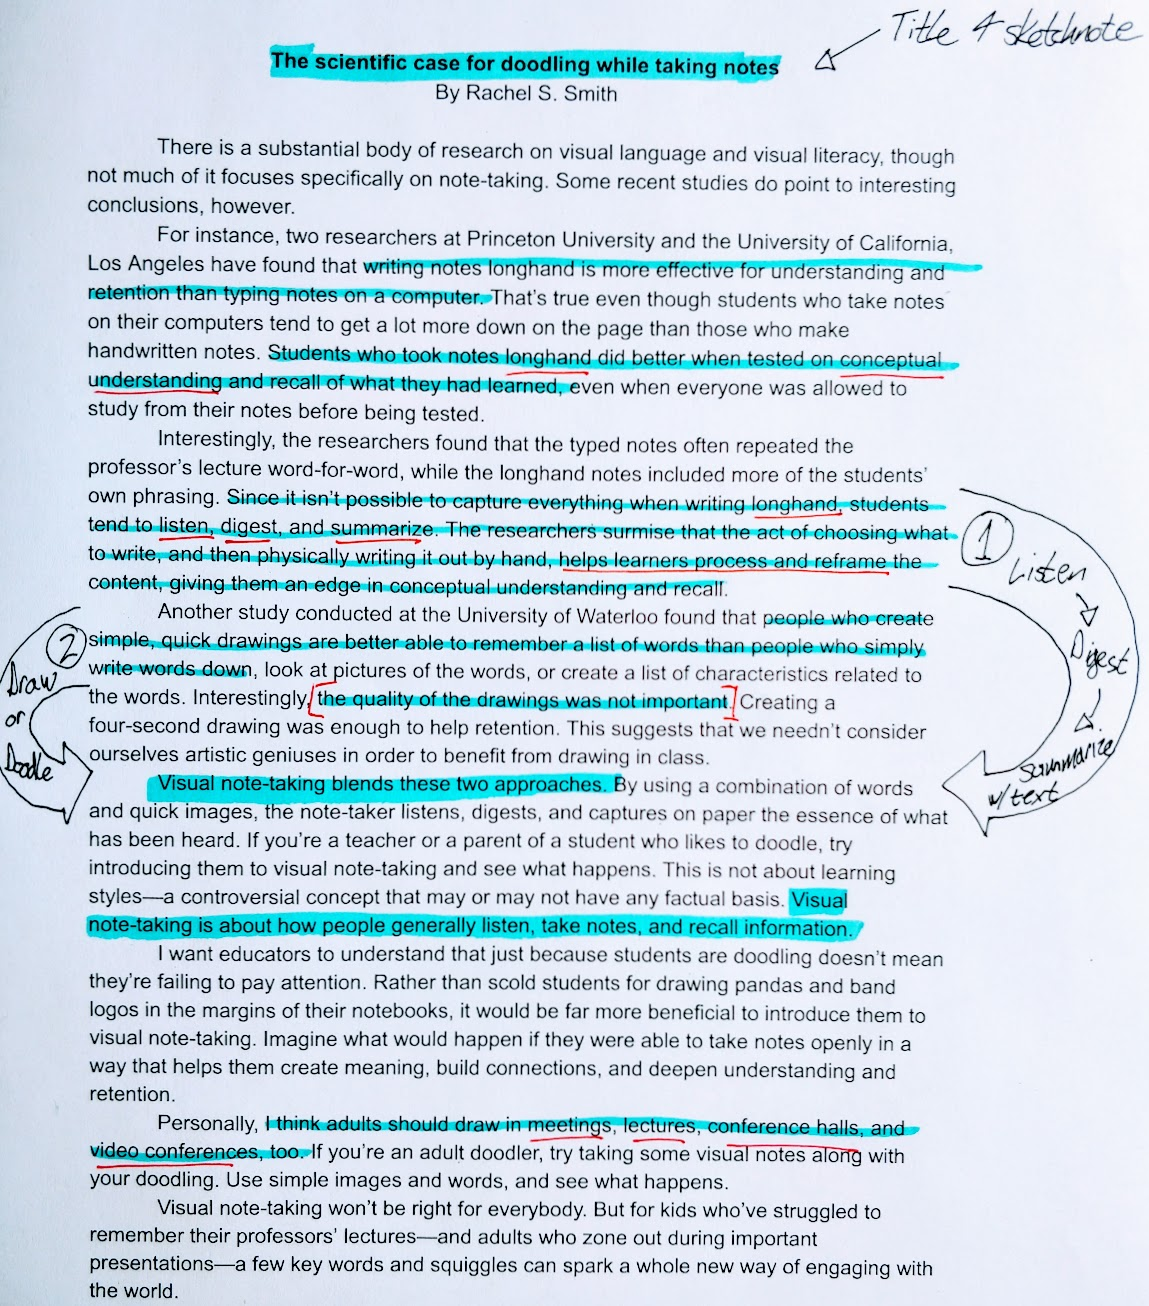 Title 4 sketchnote
The scientific case for doodling while taking notes
By Rachel S. Smith
There is a substantial body of research on visual language and visual literacy, though
not much of it focuses specifically on note-taking. Some recent studies do point to interesting
conclusions, however.
For instance, two researchers at Princeton University and the University of California,
Los Angeles have found that writing notes longhand is more effective for understanding and
retention than typing notes on a computer. That's true even though students who take notes
on their computers tend to get a lot more down on the page than those who make
handwritten notes. Students who took notes longhand did better when tested on conceptual
understanding and recall of what they had learned, even when everyone was allowed to
study from their notes before being tested.
Interestingly, the researchers found that the typed notes often repeated the
professor's lecture word-for-word, while the longhand notes included more of the students'
own phrasing. Since it isn't possible to capture everything when writing longhand, students
tend to listen, digest, and summarize. The researchers surmise that the act of choosing what
to write, and then physically writing it out by hand, helps learners process and reframe the
content, giving them an edge in conceptual understanding and recall.
1
Listen
Digest
Summarize
w/ text
Another study conducted at the University of Waterloo found that people who create
simple, quick drawings are better able to remember a list of words than people who simply
write words down, look at pictures of the words, or create a list of characteristics related to
the words. Interestingly, [the quality of the drawings was not important.] Creating a
four-second drawing was enough to help retention. This suggests that we needn't consider
ourselves artistic geniuses in order to benefit from drawing in class.
2
Draw
or
Doodle
Visual note-taking blends these two approaches. By using a combination of words
and quick images, the note-taker listens, digests, and captures on paper the essence of what
has been heard. If you're a teacher or a parent of a student who likes to doodle, try
introducing them to visual note-taking and see what happens. This is not about learning
styles—a controversial concept that may or may not have any factual basis. Visual
note-taking is about how people generally listen, take notes, and recall information.
I want educators to understand that just because students are doodling doesn't mean
they're failing to pay attention. Rather than scold students for drawing pandas and band
logos in the margins of their notebooks, it would be far more beneficial to introduce them to
visual note-taking. Imagine what would happen if they were able to take notes openly in a
way that helps them create meaning, build connections, and deepen understanding and
retention.
Personally, I think adults should draw in meetings, lectures, conference halls, and
video conferences, too. If you're an adult doodler, try taking some visual notes along with
your doodling. Use simple images and words, and see what happens.
Visual note-taking won't be right for everybody. But for kids who've struggled to
remember their professors' lectures—and adults who zone out during important
presentations—a few key words and squiggles can spark a whole new way of engaging with
the world.